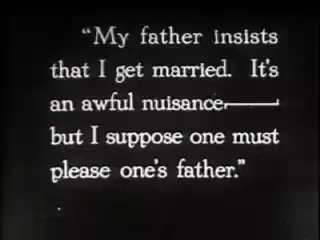 “My father insists
that I get married. It's
an awful nuisance,——
but I suppose one must
please one's father.”